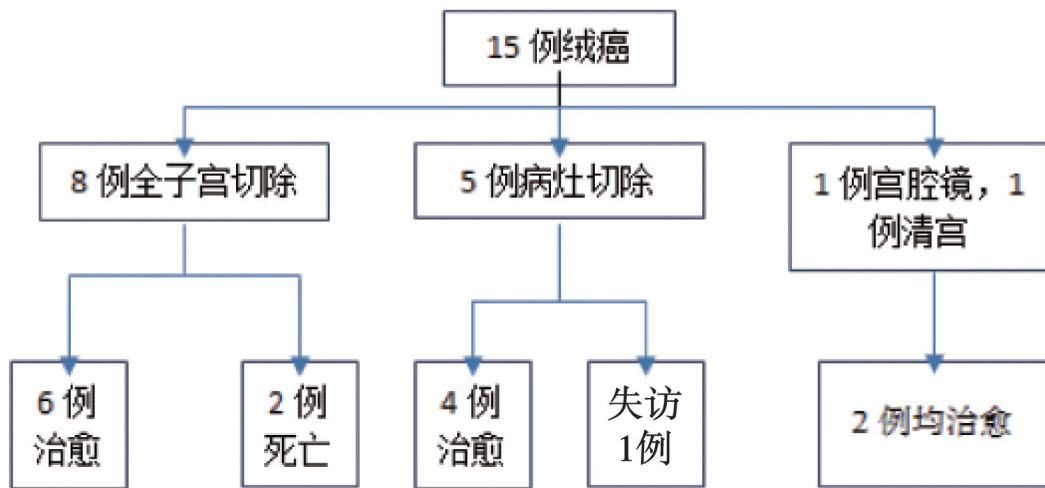 15 例绒癌
8 例全子宫切除
5 例病灶切除
1 例宫腔镜，1
例清宫
6 例
治愈
2 例
死亡
4 例
治愈
失访
1例
2 例均治愈